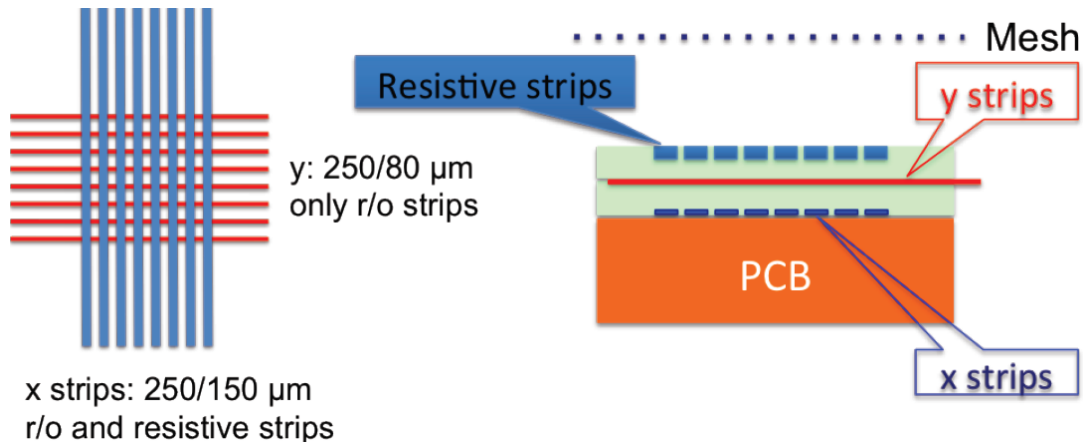 Mesh
Resistive strips
y strips
y: 250/80 µm
only r/o strips
PCB
x strips
x strips: 250/150 µm
r/o and resistive strips